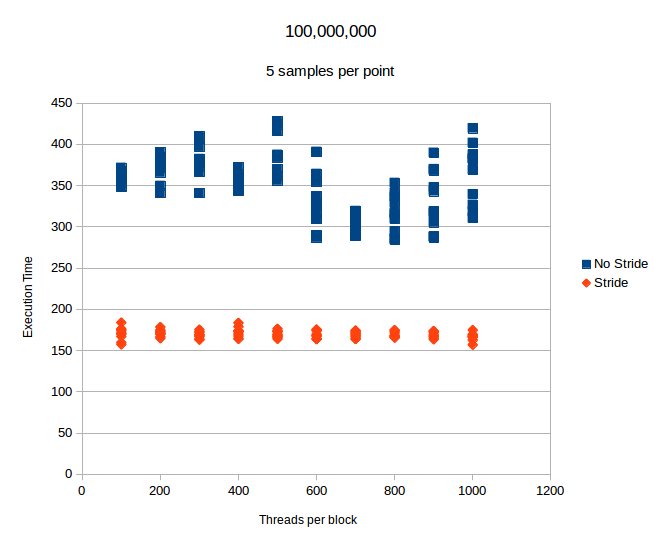 100,000,000
5 samples per point
450
400
350
300
250
200
150
100
50
0
Execution Time
0 200 400 600 800 1000 1200
Threads per block
No Stride
Stride